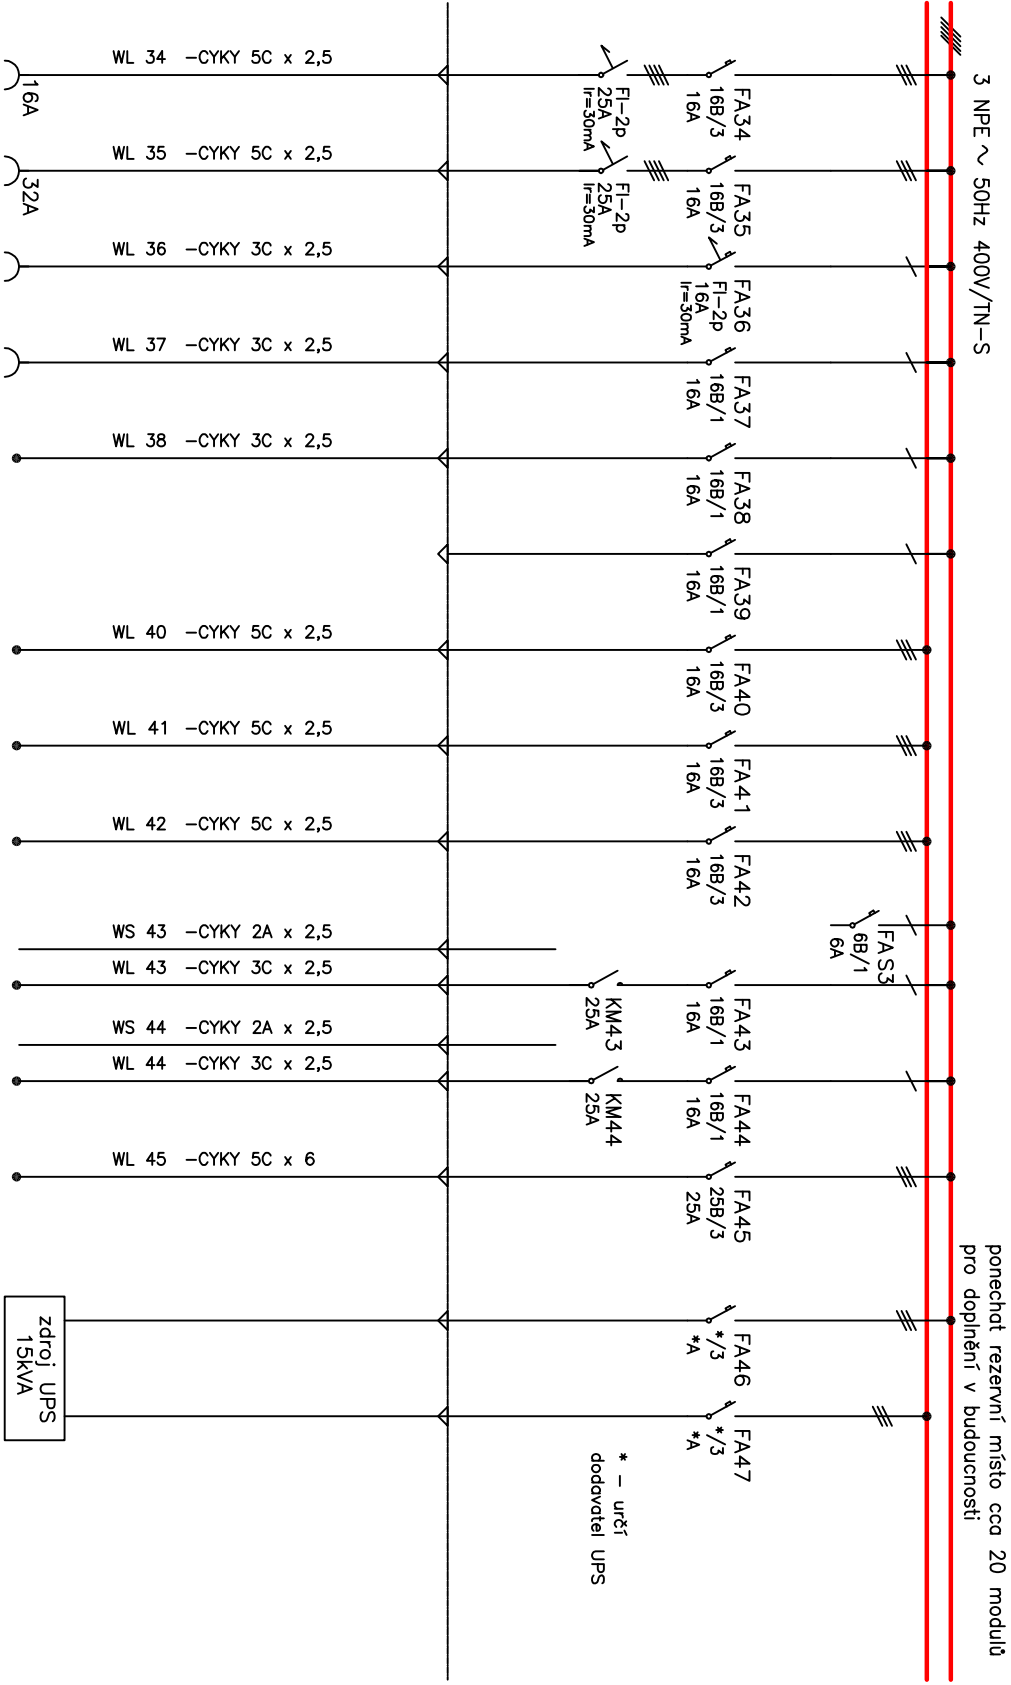 3 NPE ~ 50Hz 400V/TN-S
ponechat rezervní místo cca 20 modulů
pro doplnění v budoucnosti
WL 34 -CYKY 5C x 2,5
FA34
16B/3
16A
FI-2p
25A
Ir=30mA
16A
WL 35 -CYKY 5C x 2,5
FA35
16B/3
16A
FI-2p
25A
Ir=30mA
32A
WL 36 -CYKY 3C x 2,5
FA36
FI-2p
16A
Ir=30mA
WL 37 -CYKY 3C x 2,5
FA37
16B/1
16A
WL 38 -CYKY 3C x 2,5
FA38
16B/1
16A
FA39
16B/1
16A
WL 40 -CYKY 5C x 2,5
FA40
16B/3
16A
WL 41 -CYKY 5C x 2,5
FA41
16B/3
16A
WL 42 -CYKY 5C x 2,5
FA42
16B/3
16A
FAS3
6B/1
6A
WS 43 -CYKY 2A x 2,5
WL 43 -CYKY 3C x 2,5
FA43
16B/1
16A
KM43
25A
WS 44 -CYKY 2A x 2,5
WL 44 -CYKY 3C x 2,5
FA44
16B/1
16A
KM44
25A
WL 45 -CYKY 5C x 6
FA45
25B/3
25A
FA46
*/3
*A
FA47
*/3
*A
zdroj UPS
15kVA
* - určí
dodavatel UPS